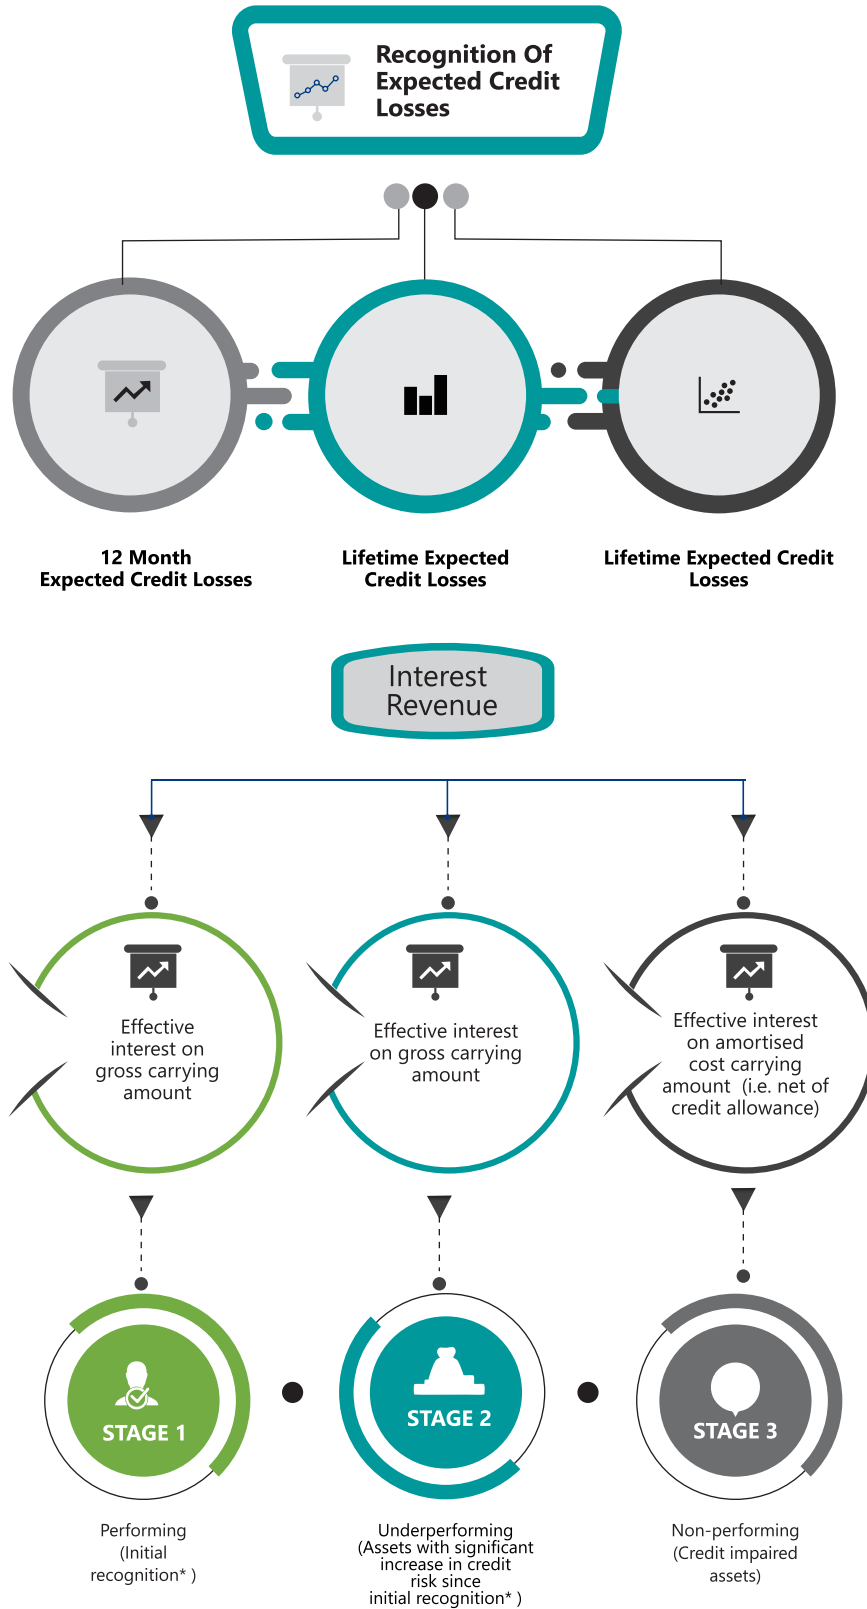 Recognition Of
Expected Credit
Losses
12 Month
Expected Credit Losses
Lifetime Expected
Credit Losses
Lifetime Expected Credit
Losses
Interest
Revenue
Effective
interest on
gross carrying
amount
Effective interest
on gross carrying
amount
Effective interest
on amortised
cost carrying
amount (i.e. net of
credit allowance)
STAGE 1
STAGE 2
STAGE 3
Performing
(Initial
recognition* )
Underperforming
(Assets with significant
increase in credit
risk since
initial recognition* )
Non-performing
(Credit impaired
assets)